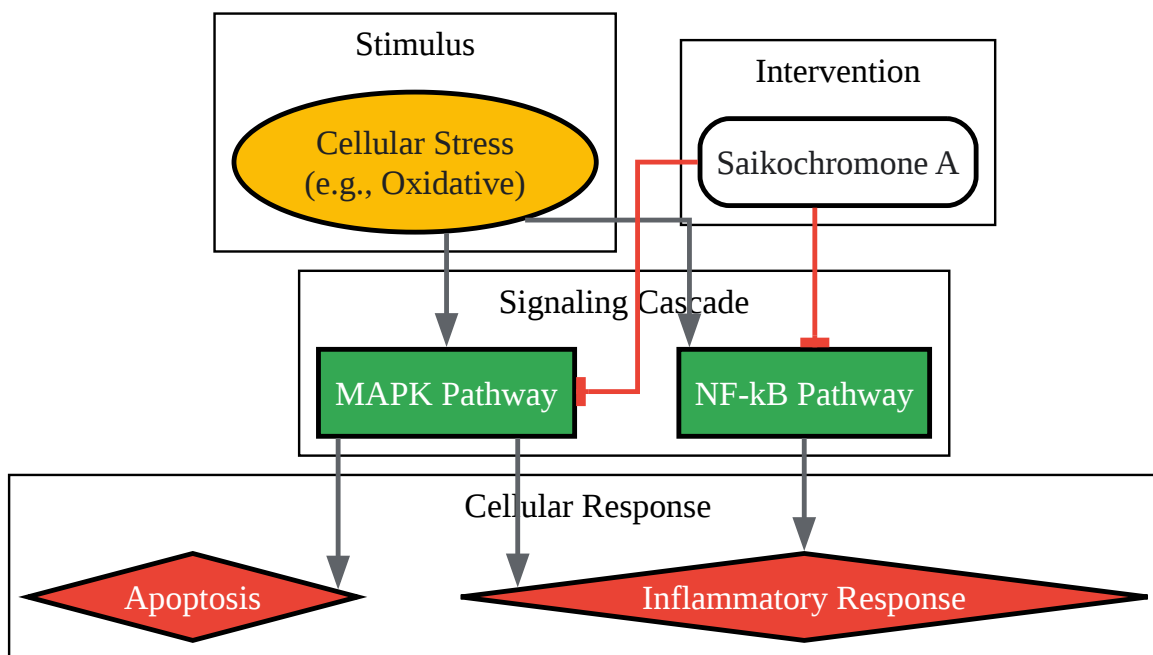 Stimulus
Intervention
Cellular Stress
(e.g., Oxidative)
Saikochromone A
Signaling Cascade
MAPK Pathway
NF-kB Pathway
Cellular Response
Apoptosis
Inflammatory Response